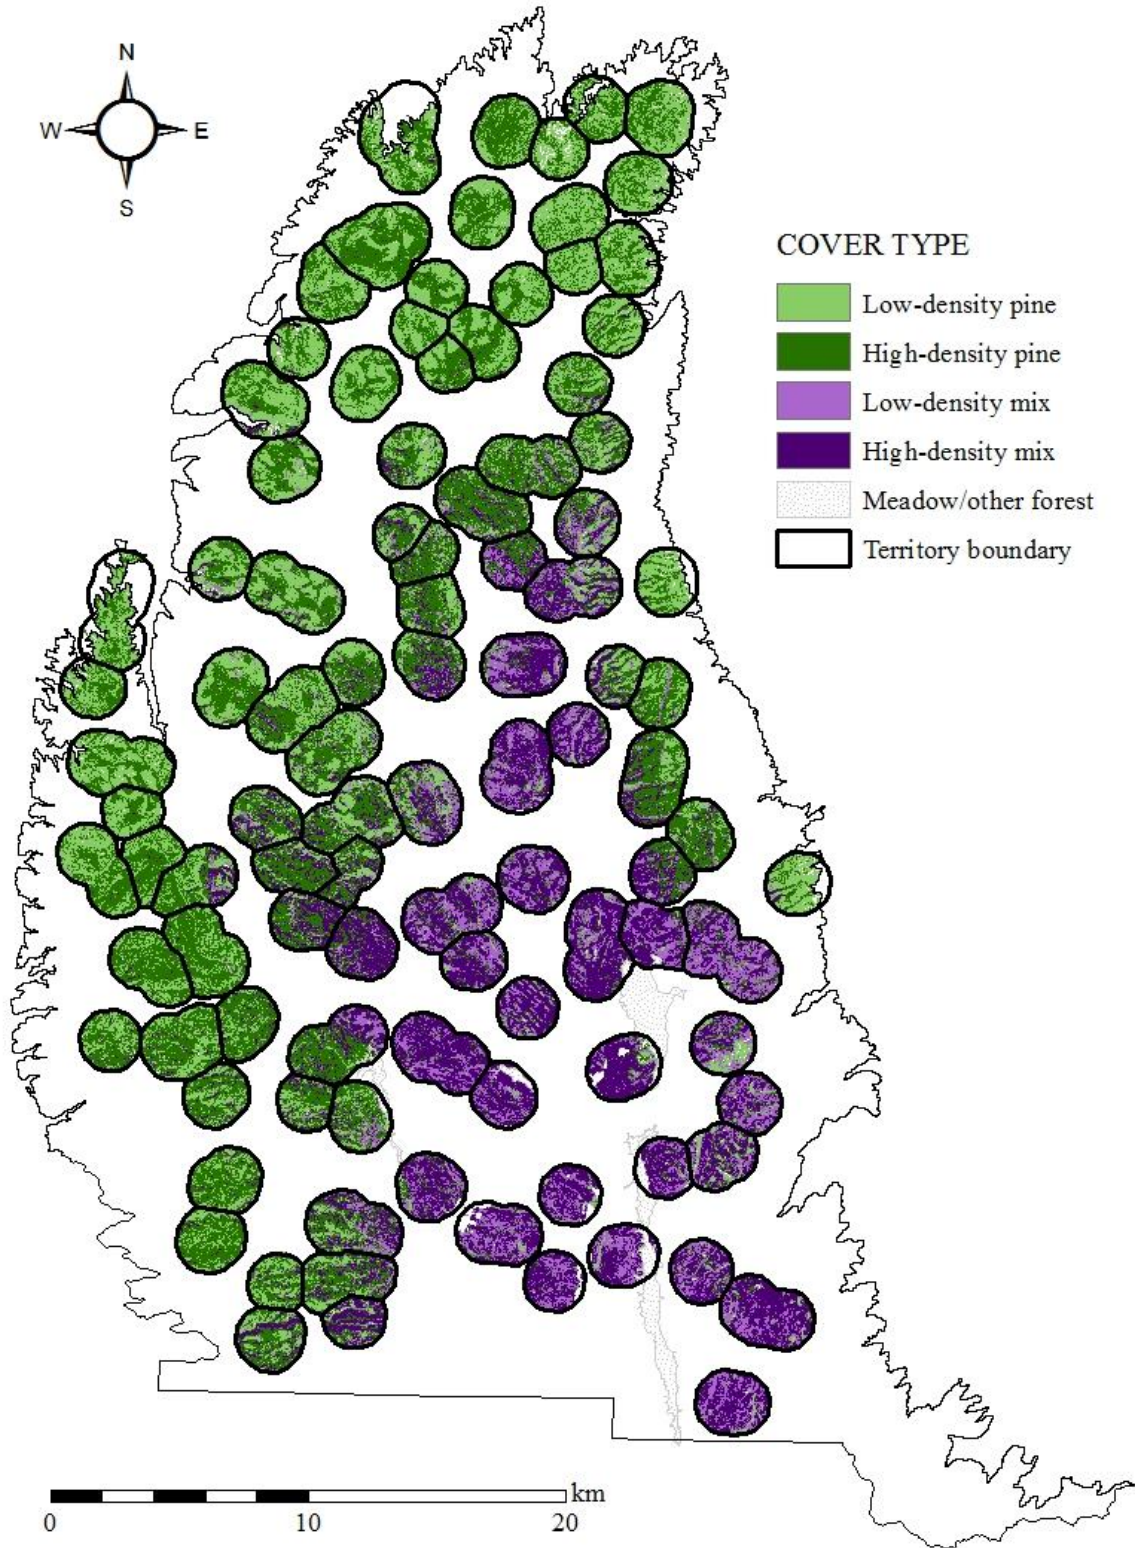 N
W E
S
COVER TYPE
Low-density pine
High-density pine
Low-density mix
High-density mix
Meadow/other forest
Territory boundary
km
0 10 20